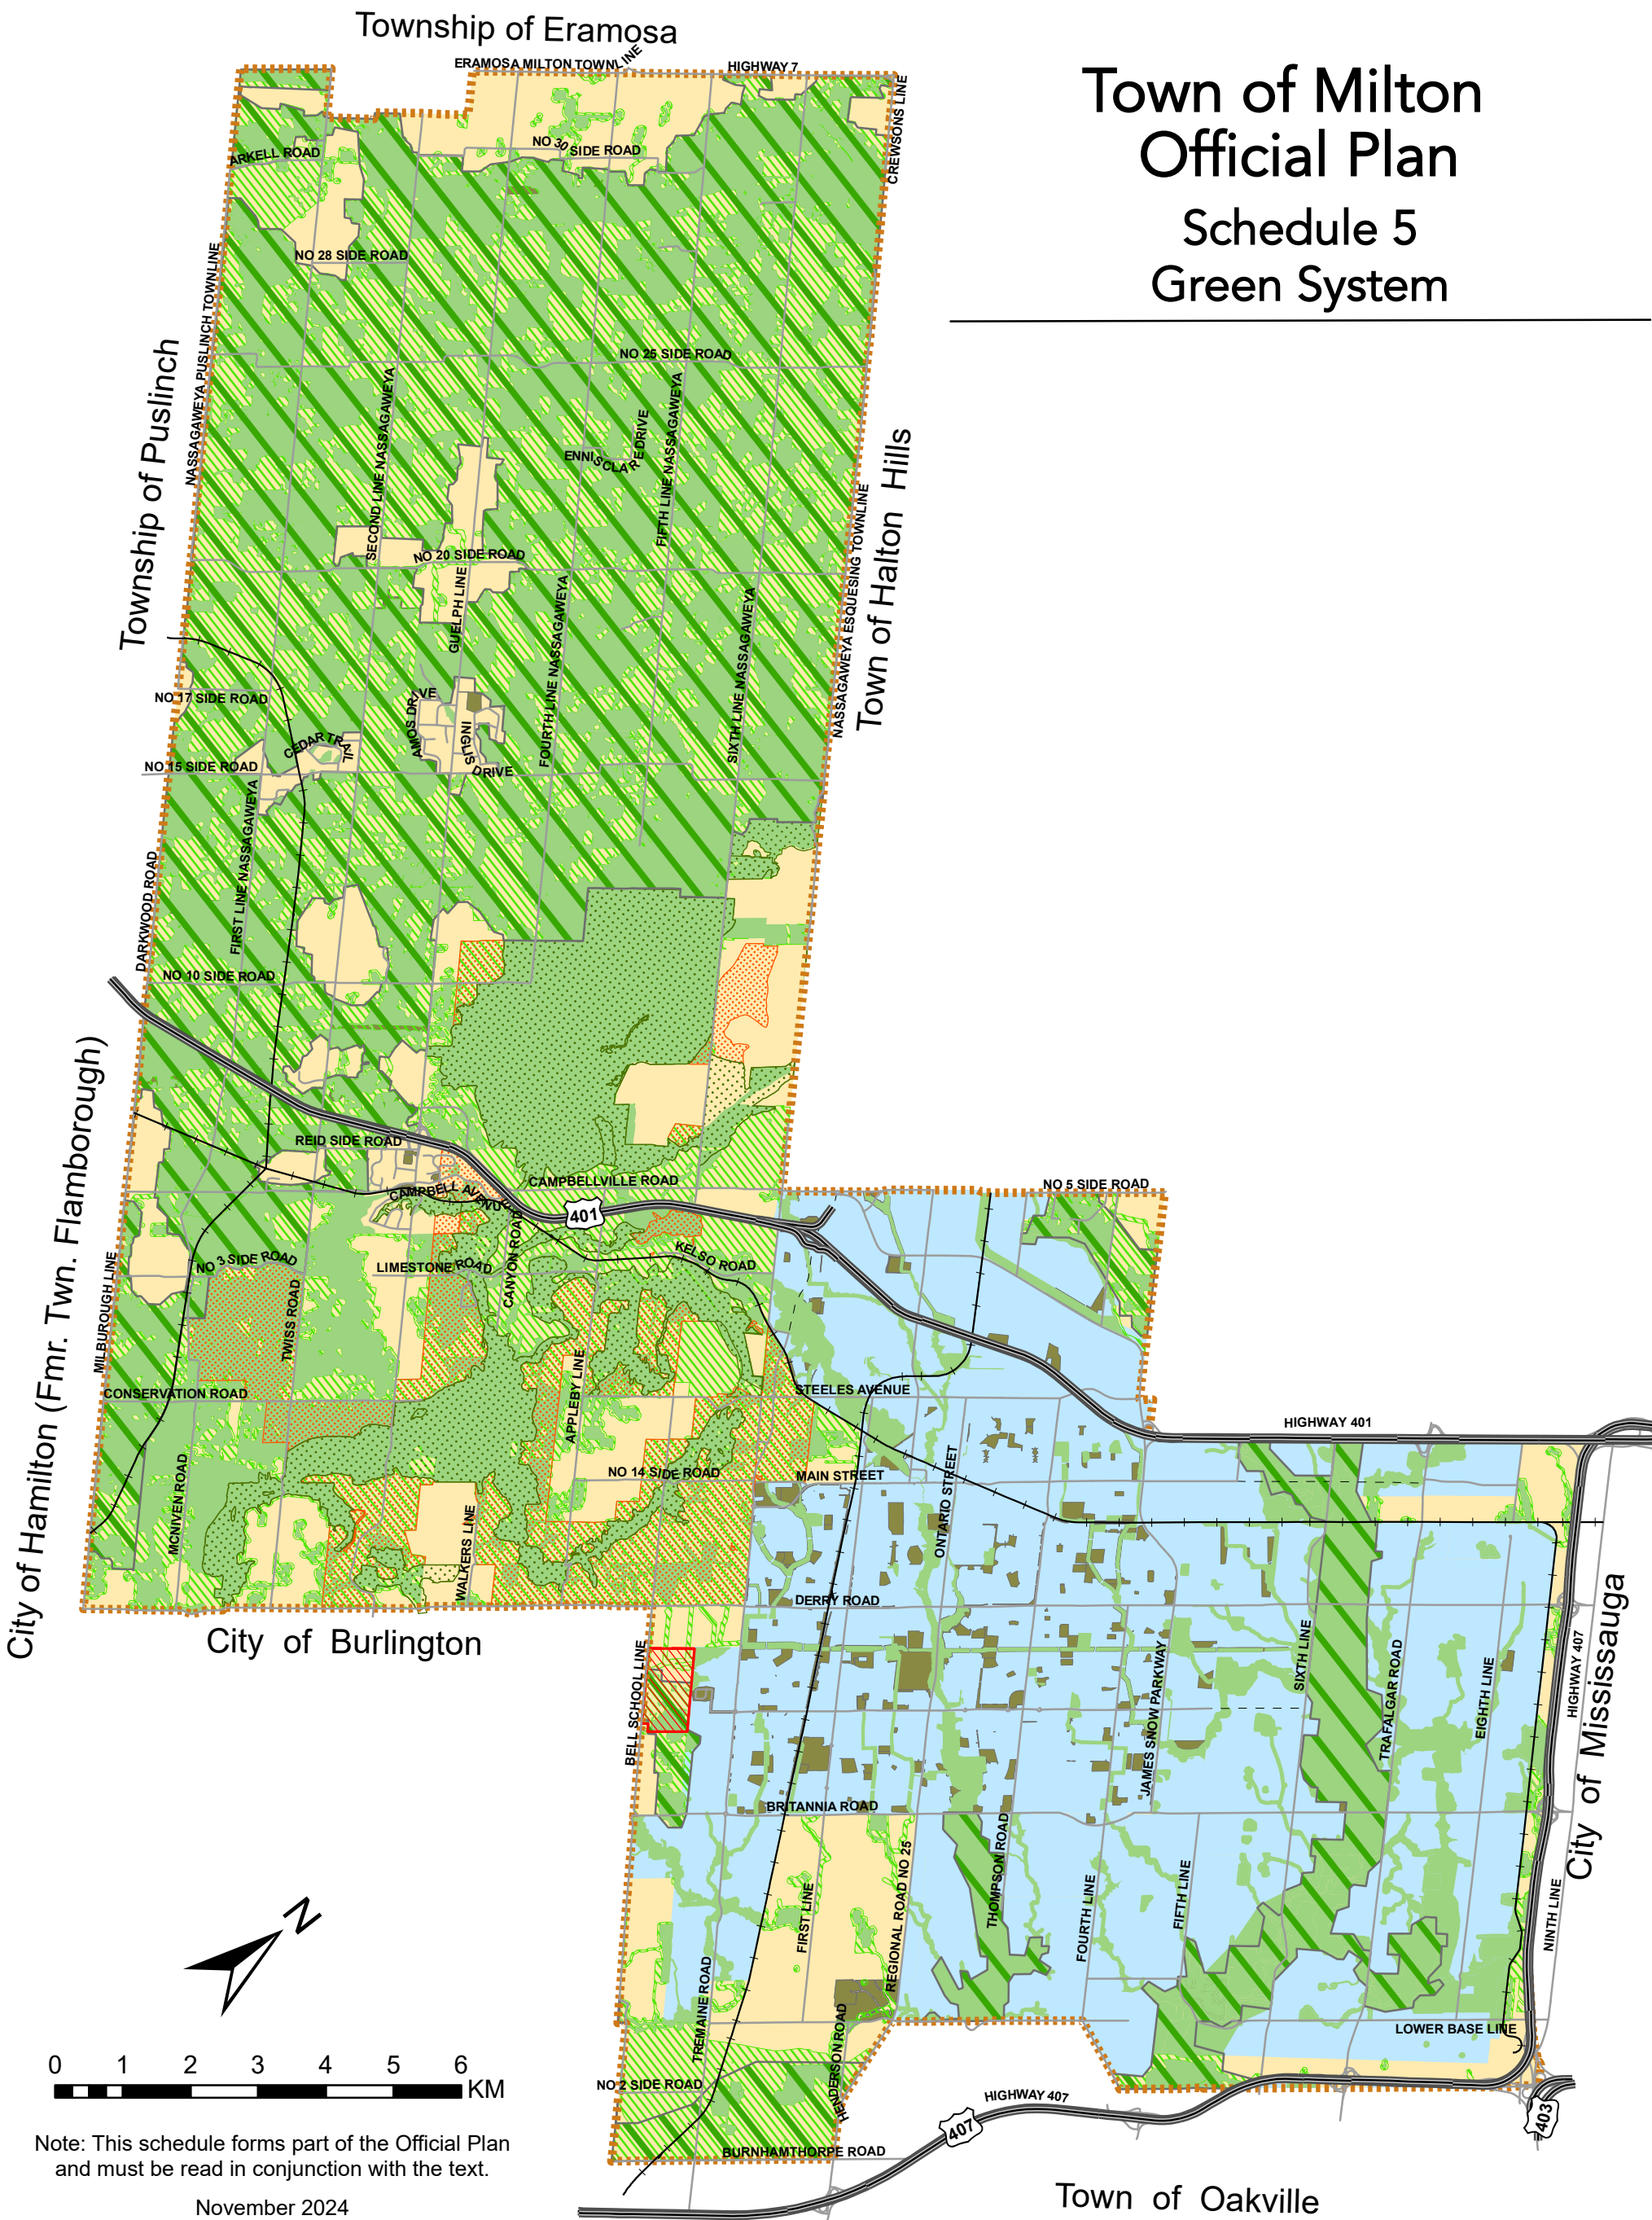 Township of Eramosa
ERAMOSA MILTON TOWNLINE
HIGHWAY 7
CREWSONS LINE
Town of Milton
Official Plan
Schedule 5
Green System
NO 30 SIDE ROAD
ARKELL ROAD
NO 28 SIDE ROAD
NASSAGAWEYA PUSLINCH TOWNLINE
Township of Puslinch
NO 25 SIDE ROAD
SECOND LINE NASSAGAWEYA
ENNISCLARE DRIVE
FIFTH LINE NASSAGAWEYA
Town of Halton Hills
NASSAGAWEYA ESQUESING TOWNLINE
NO 20 SIDE ROAD
GUELPH LINE
FOURTH LINE NASSAGAWEYA
SIXTH LINE NASSAGAWEYA
NO 17 SIDE ROAD
AMOS DRIVE
INGLIS DRIVE
CEDAR TRAIL
NO 15 SIDE ROAD
FIRST LINE NASSAGAWEYA
DARKWOOD ROAD
NO 10 SIDE ROAD
City of Hamilton (Fmr. Twn. Flamborough)
REID SIDE ROAD
CAMPBELL AVENUE
CAMPBELLVILLE ROAD
NO 5 SIDE ROAD
401
CANYON ROAD
KELSO ROAD
NO 3 SIDE ROAD
LIMESTONE ROAD
MILBUROUGH LINE
TWISS ROAD
APPLEBY LINE
CONSERVATION ROAD
STEELES AVENUE
HIGHWAY 401
NO 14 SIDE ROAD
MAIN STREET
ONTARIO STREET
MCNIVEN ROAD
WALKERS LINE
DERRY ROAD
City of Burlington
BELL SCHOOL LINE
JAMES SNOW PARKWAY
SIXTH LINE
TRAFALGAR ROAD
EIGHTH LINE
HIGHWAY 407
City of Mississauga
BRITANNIA ROAD
REGIONAL ROAD NO 25
THOMPSON ROAD
FIRST LINE
FOURTH LINE
FIFTH LINE
NINTH LINE
N
TREMAINE ROAD
HENDERSON ROAD
LOWER BASE LINE
0 1 2 3 4 5 6
KM
NO 2 SIDE ROAD
HIGHWAY 407
407
403
BURNHAMTHORPE ROAD
Note: This schedule forms part of the Official Plan
and must be read in conjunction with the text.
November 2024
Town of Oakville